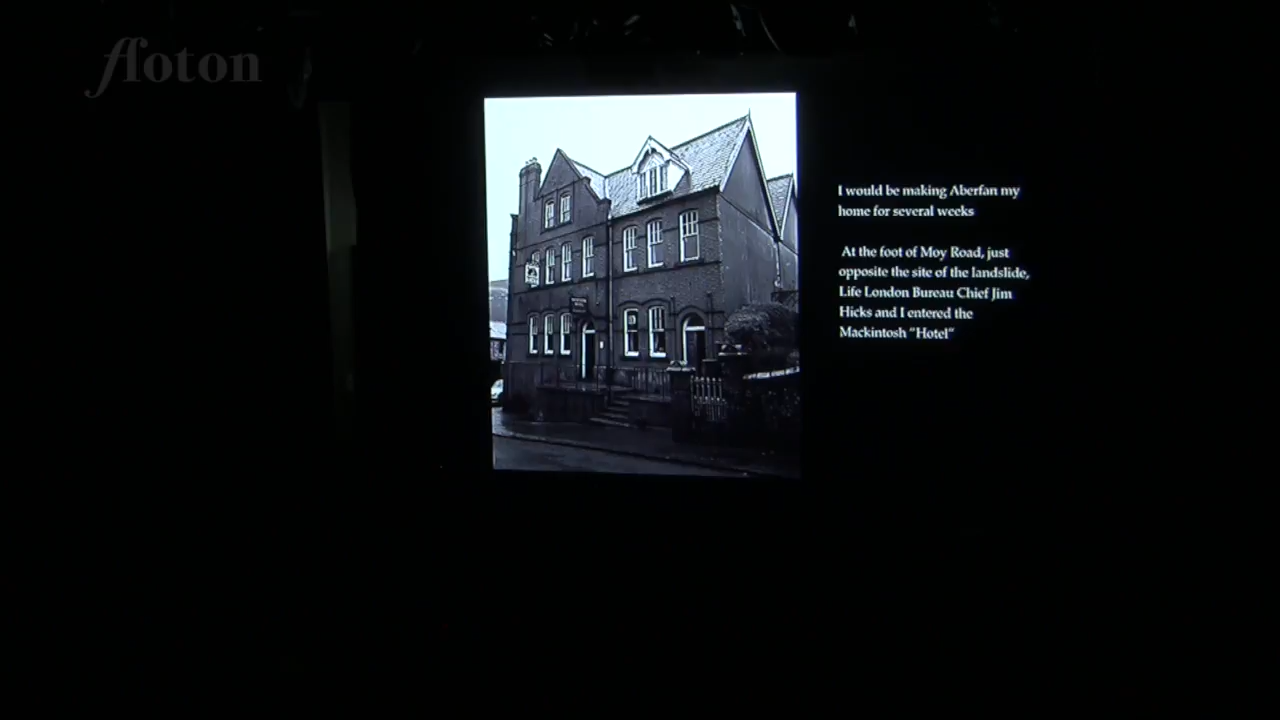 ffloton
I would be making Aberfan my
home for several weeks
At the foot of Moy Road, just
opposite the site of the landslide,
Life London Bureau Chief Jim
Hicks and I entered the
Mackintosh "Hotel"